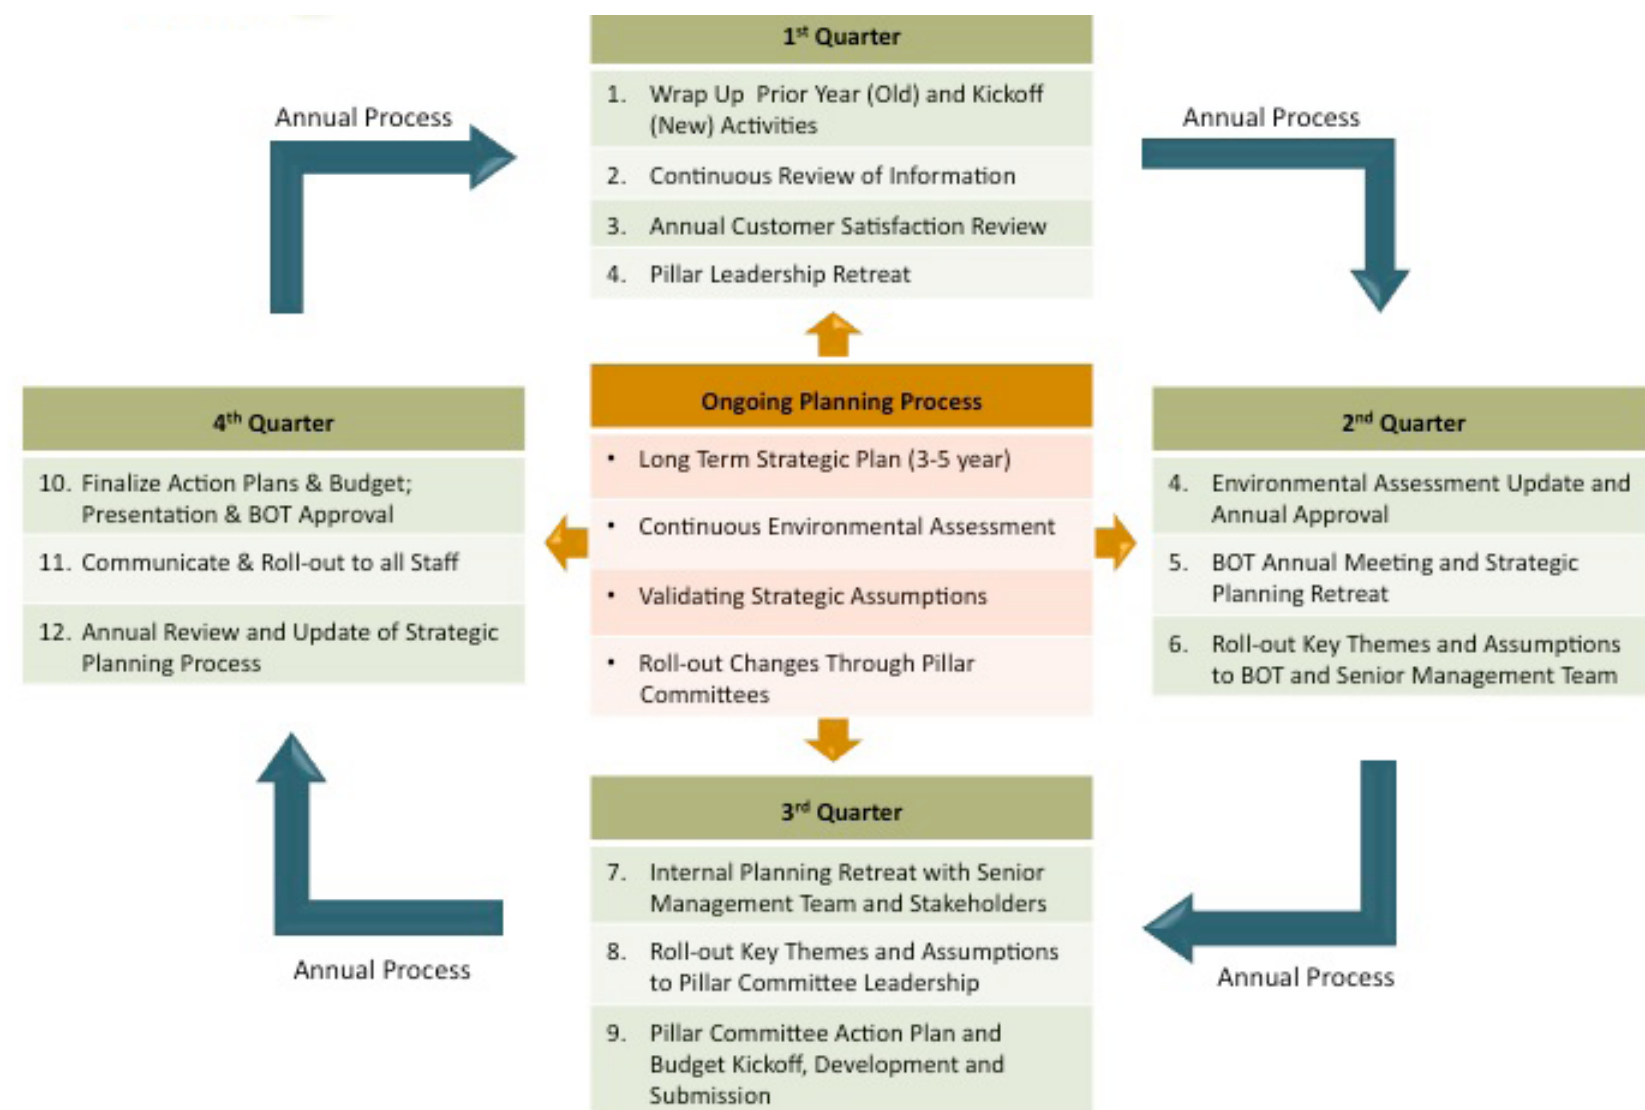 1st Quarter
1. Wrap Up Prior Year (Old) and Kickoff
(New) Activities
2. Continuous Review of Information
3. Annual Customer Satisfaction Review
4. Pillar Leadership Retreat
Annual Process
Annual Process
Ongoing Planning Process
• Long Term Strategic Plan (3-5 year)
• Continuous Environmental Assessment
• Validating Strategic Assumptions
• Roll-out Changes Through Pillar
Committees
4th Quarter
10. Finalize Action Plans & Budget;
Presentation & BOT Approval
11. Communicate & Roll-out to all Staff
12. Annual Review and Update of Strategic
Planning Process
2nd Quarter
4. Environmental Assessment Update and
Annual Approval
5. BOT Annual Meeting and Strategic
Planning Retreat
6. Roll-out Key Themes and Assumptions
to BOT and Senior Management Team
3rd Quarter
7. Internal Planning Retreat with Senior
Management Team and Stakeholders
8. Roll-out Key Themes and Assumptions
to Pillar Committee Leadership
9. Pillar Committee Action Plan and
Budget Kickoff, Development and
Submission
Annual Process
Annual Process